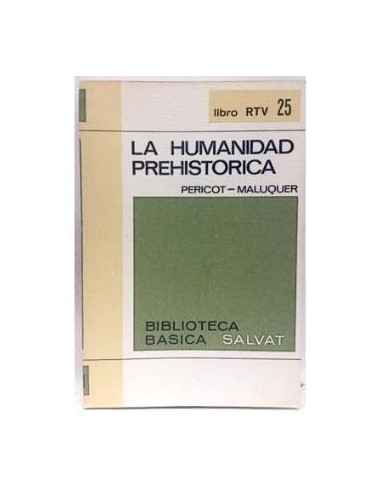 libro RTV 25
LA HUMANIDAD
PREHISTORICA
PERICOT-MALUQUER
BIBLIOTECA
BASICA SALVAT